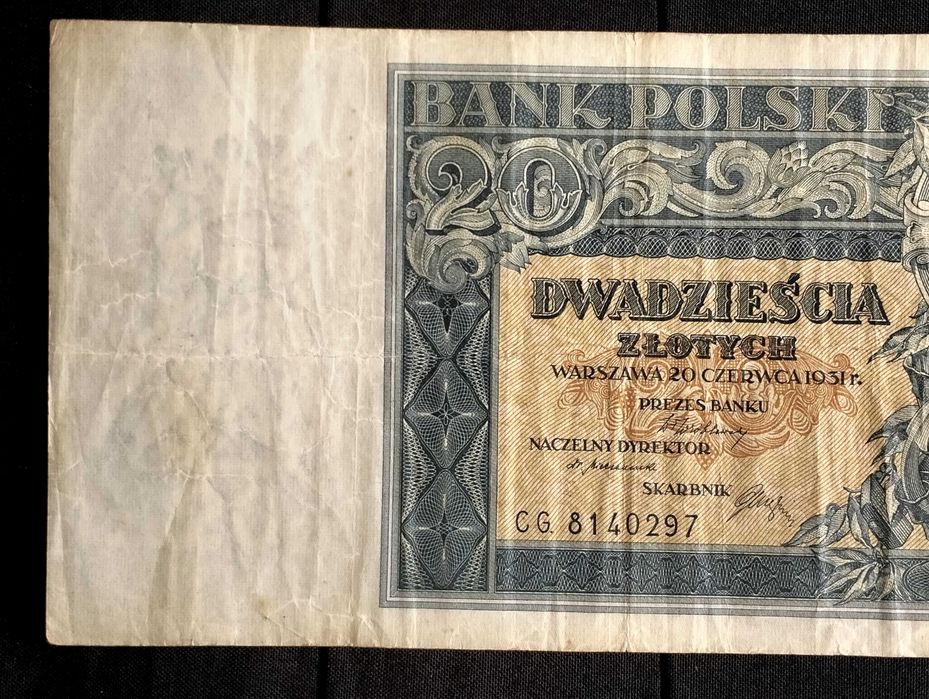 BANK POLSKI
20
DWADZIEŚCIA
ZŁOTYCH
WARSZAWA 20 CZERWCA 1931 r.
PREZES BANKU
NACZELNY DYREKTOR
SKARBNIK
CG. 8140297